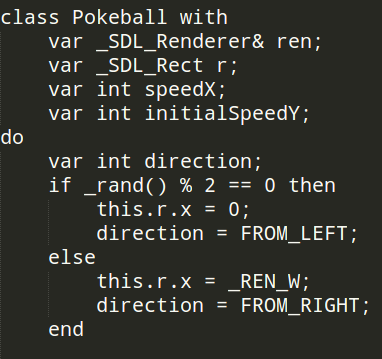 class Pokeball with
    var _SDL_Renderer& ren;
    var _SDL_Rect r;
    var int speedX;
    var int initialSpeedY;
do
    var int direction;
    if _rand() % 2 == 0 then
        this.r.x = 0;
        direction = FROM_LEFT;
    else
        this.r.x = _REN_W;
        direction = FROM_RIGHT;
    end